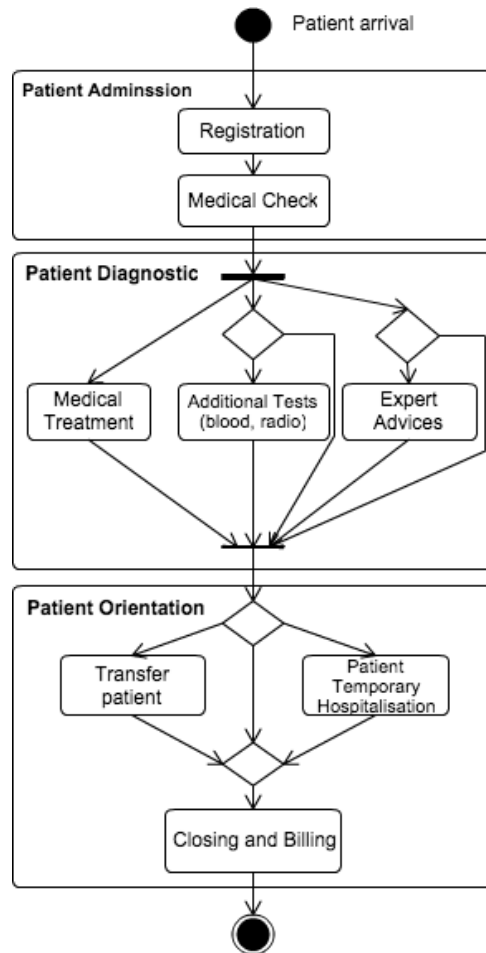 Patient arrival
Patient Adminssion
Registration
Medical Check
Patient Diagnostic
Medical
Treatment
Additional Tests
(blood, radio)
Expert
Advices
Patient Orientation
Transfer
patient
Patient
Temporary
Hospitalisation
Closing and Billing